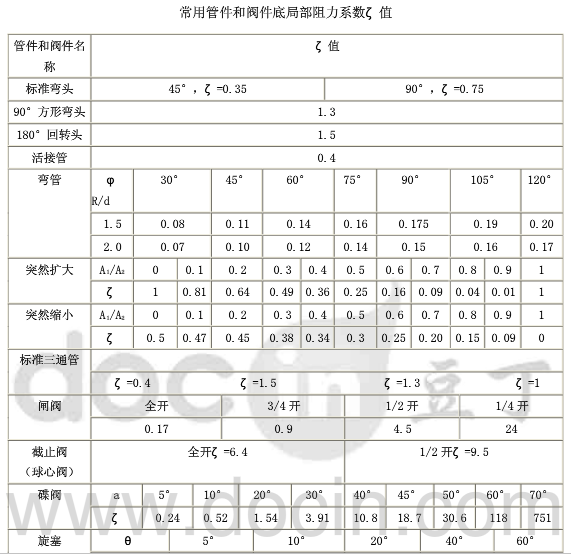 常用管件和阀件底局部阻力系数ζ 值
管件和阀件名称 ζ 值
标准弯头 45°，ζ =0.35 90°，ζ =0.75
90°方形弯头 1.3
180°回转头 1.5
活接管 0.4
弯管 φ R/d 30° 45° 60° 75° 90° 105° 120°
1.5 0.08 0.11 0.14 0.16 0.175 0.19 0.20
2.0 0.07 0.10 0.12 0.14 0.15 0.16 0.17
突然扩大 A₁/A₂ 0 0.1 0.2 0.3 0.4 0.5 0.6 0.7 0.8 0.9 1
ζ 1 0.81 0.64 0.49 0.36 0.25 0.16 0.09 0.04 0.01 1
突然缩小 A₁/A₂ 0 0.1 0.2 0.3 0.4 0.5 0.6 0.7 0.8 0.9 1
ζ 0.5 0.47 0.45 0.38 0.34 0.3 0.25 0.20 0.15 0.09 0
标准三通管
ζ =0.4 ζ =1.5 ζ =1.3 ζ =1
闸阀 全开 3/4 开 1/2 开 1/4 开
0.17 0.9 4.5 24
截止阀（球心阀） 全开ζ =6.4 1/2 开ζ =9.5
碟阀 a 5° 10° 20° 30° 40° 45° 50° 60° 70°
ζ 0.24 0.52 1.54 3.91 10.8 18.7 30.6 118 751
旋塞 θ 5° 10° 20° 40° 60°
docin 豆丁
www.docin.com